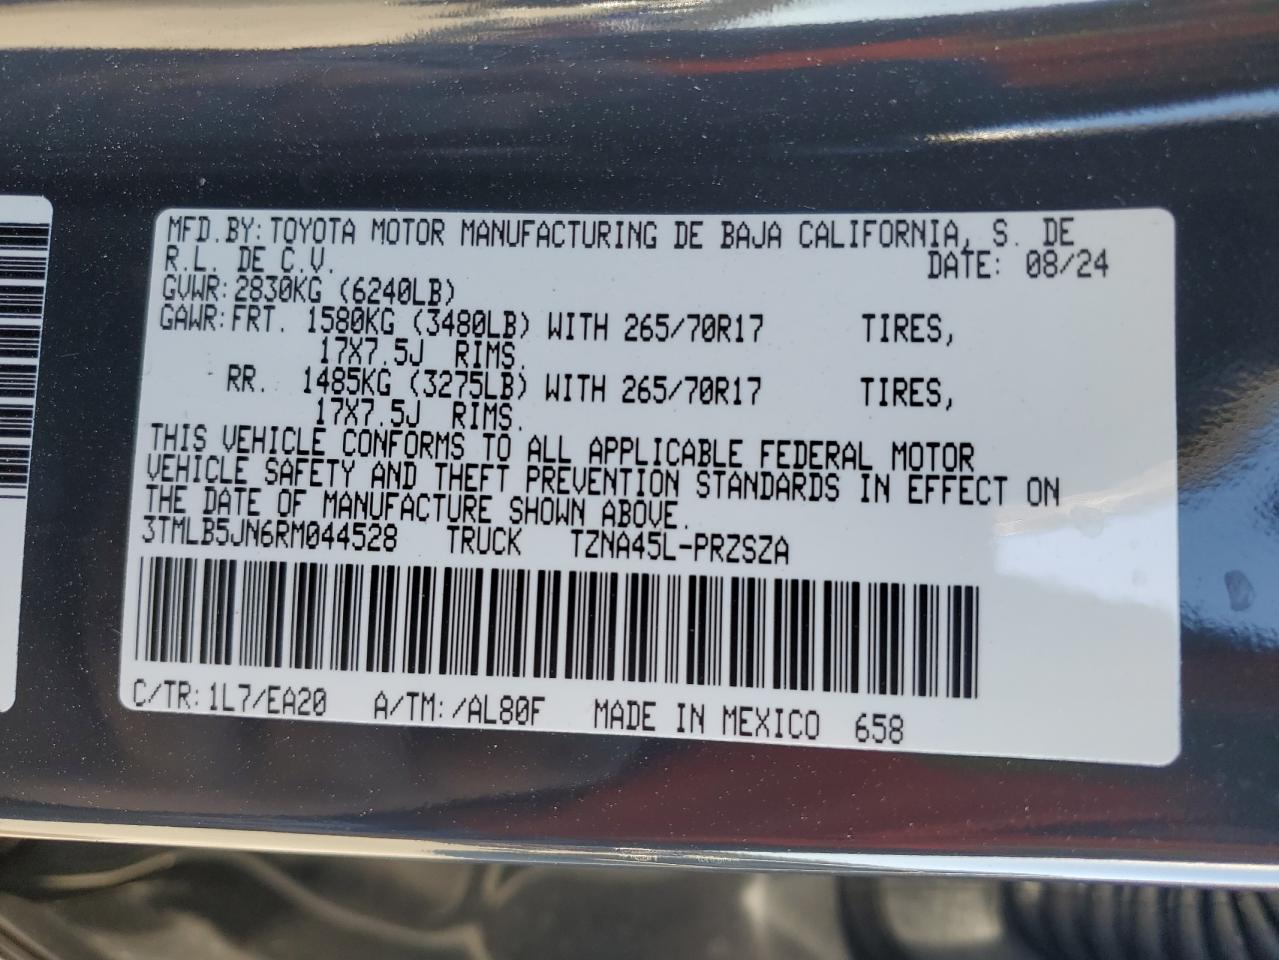 MFD.BY: TOYOTA MOTOR MANUFACTURING DE BAJA CALIFORNIA, S. DE
R.L. DE C.V. DATE: 08/24
GVWR: 2830KG (6240LB)
GAWR: FRT. 1580KG (3480LB) WITH 265/70R17 TIRES,
17X7.5J RIMS.
RR. 1485KG (3275LB) WITH 265/70R17 TIRES,
17X7.5J RIMS.
THIS VEHICLE CONFORMS TO ALL APPLICABLE FEDERAL MOTOR
VEHICLE SAFETY AND THEFT PREVENTION STANDARDS IN EFFECT ON
THE DATE OF MANUFACTURE SHOWN ABOVE.
3TMLB5JN6RM044528 TRUCK TZNA45L-PRZSZA
C/TR: 1L7/EA20 A/TM: /AL80F MADE IN MEXICO 658